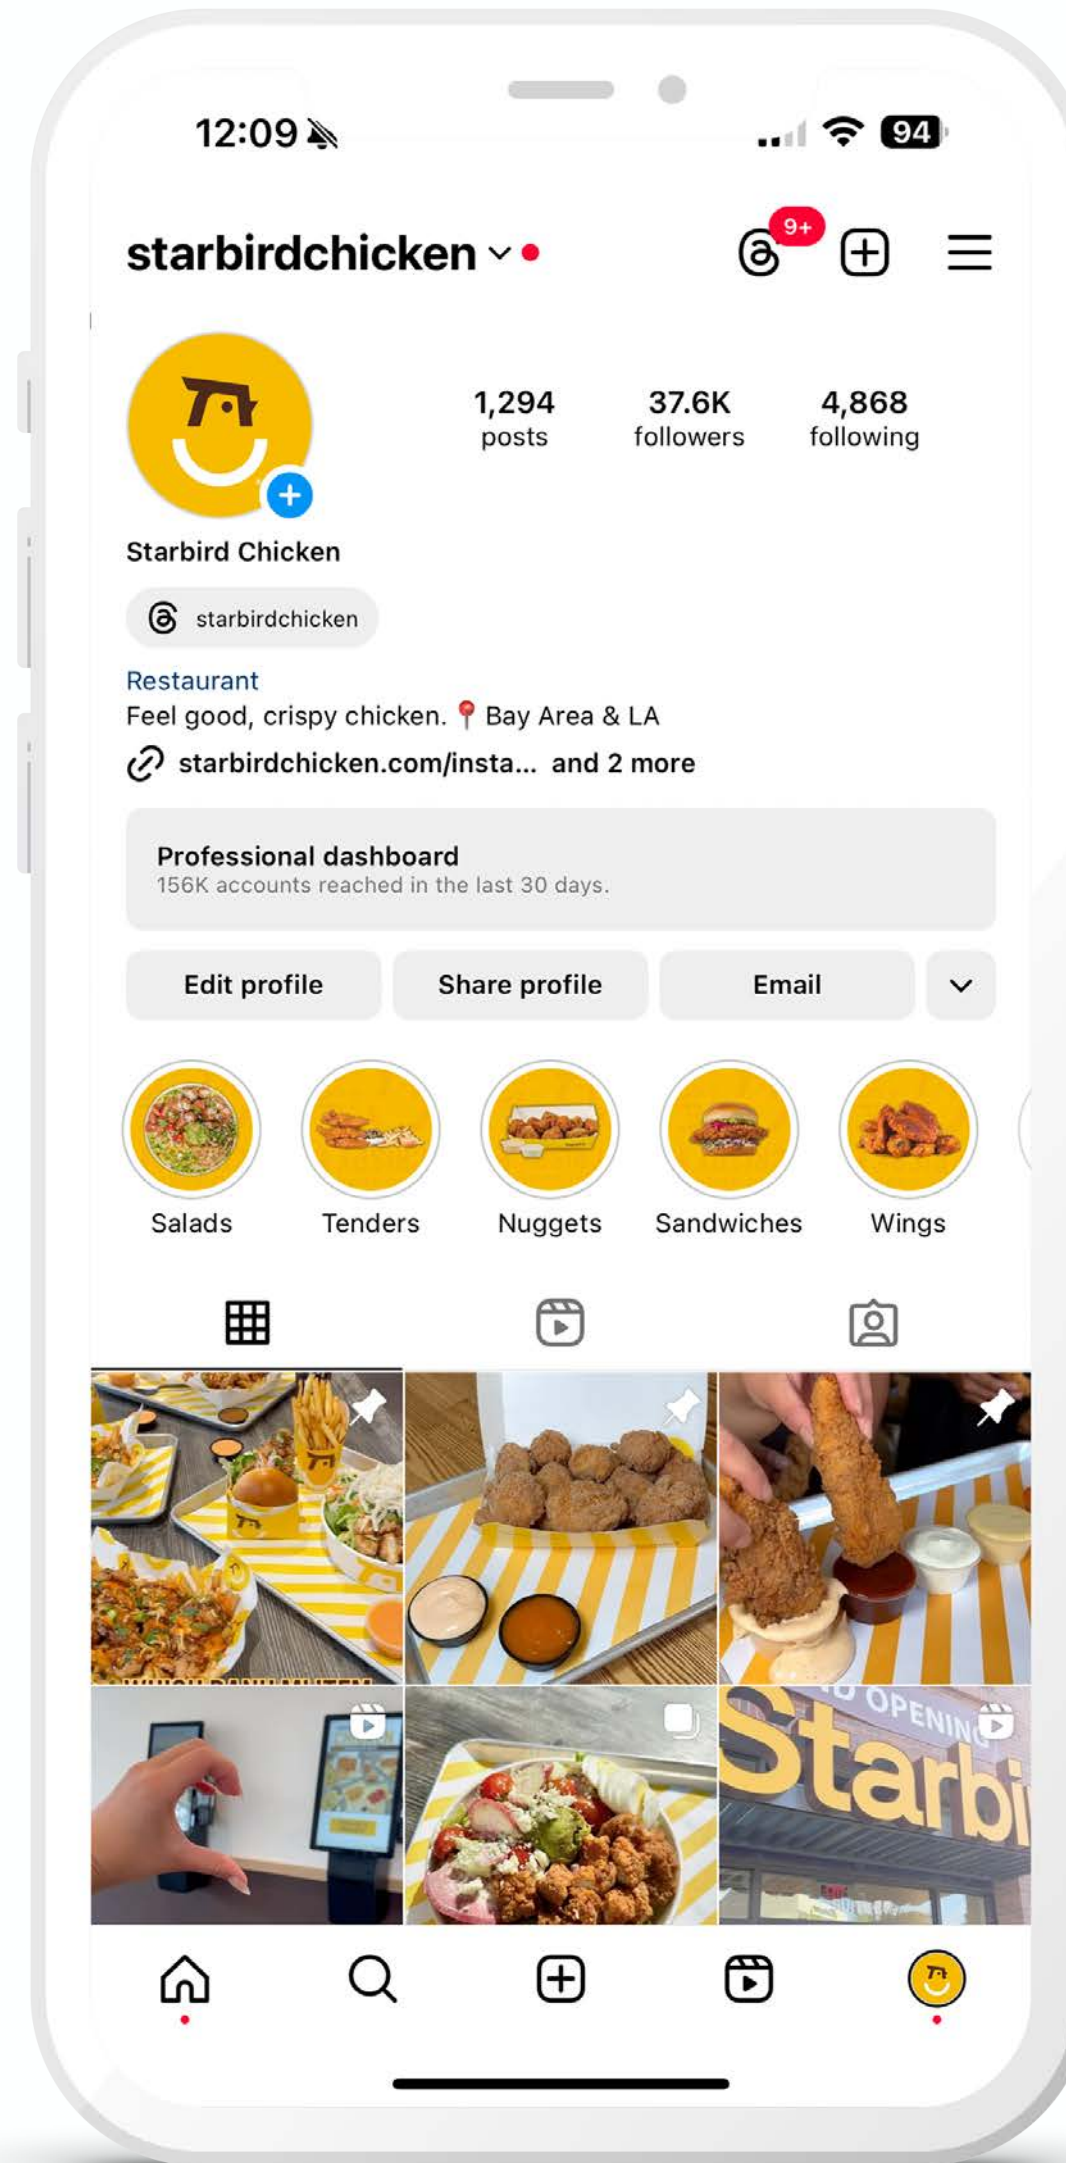 12:09
94
starbirdchicken
9+
1,294 37.6K 4,868
posts followers following
Starbird Chicken
starbirdchicken
Restaurant
Feel good, crispy chicken. 📍 Bay Area & LA
starbirdchicken.com/insta... and 2 more
Professional dashboard
156K accounts reached in the last 30 days.
Edit profile Share profile Email
Salads Tenders Nuggets Sandwiches Wings
OPENING
Starbi